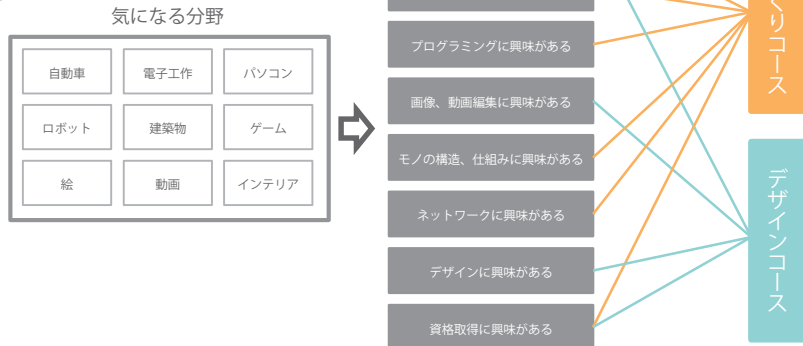 気になる分野
自動車
電子工作
パソコン
ロボット
建築物
ゲーム
絵
動画
インテリア
プログラミングに興味がある
画像、動画編集に興味がある
モノの構造、仕組みに興味がある
ネットワークに興味がある
デザインに興味がある
資格取得に興味がある
くりコース
デザインコース